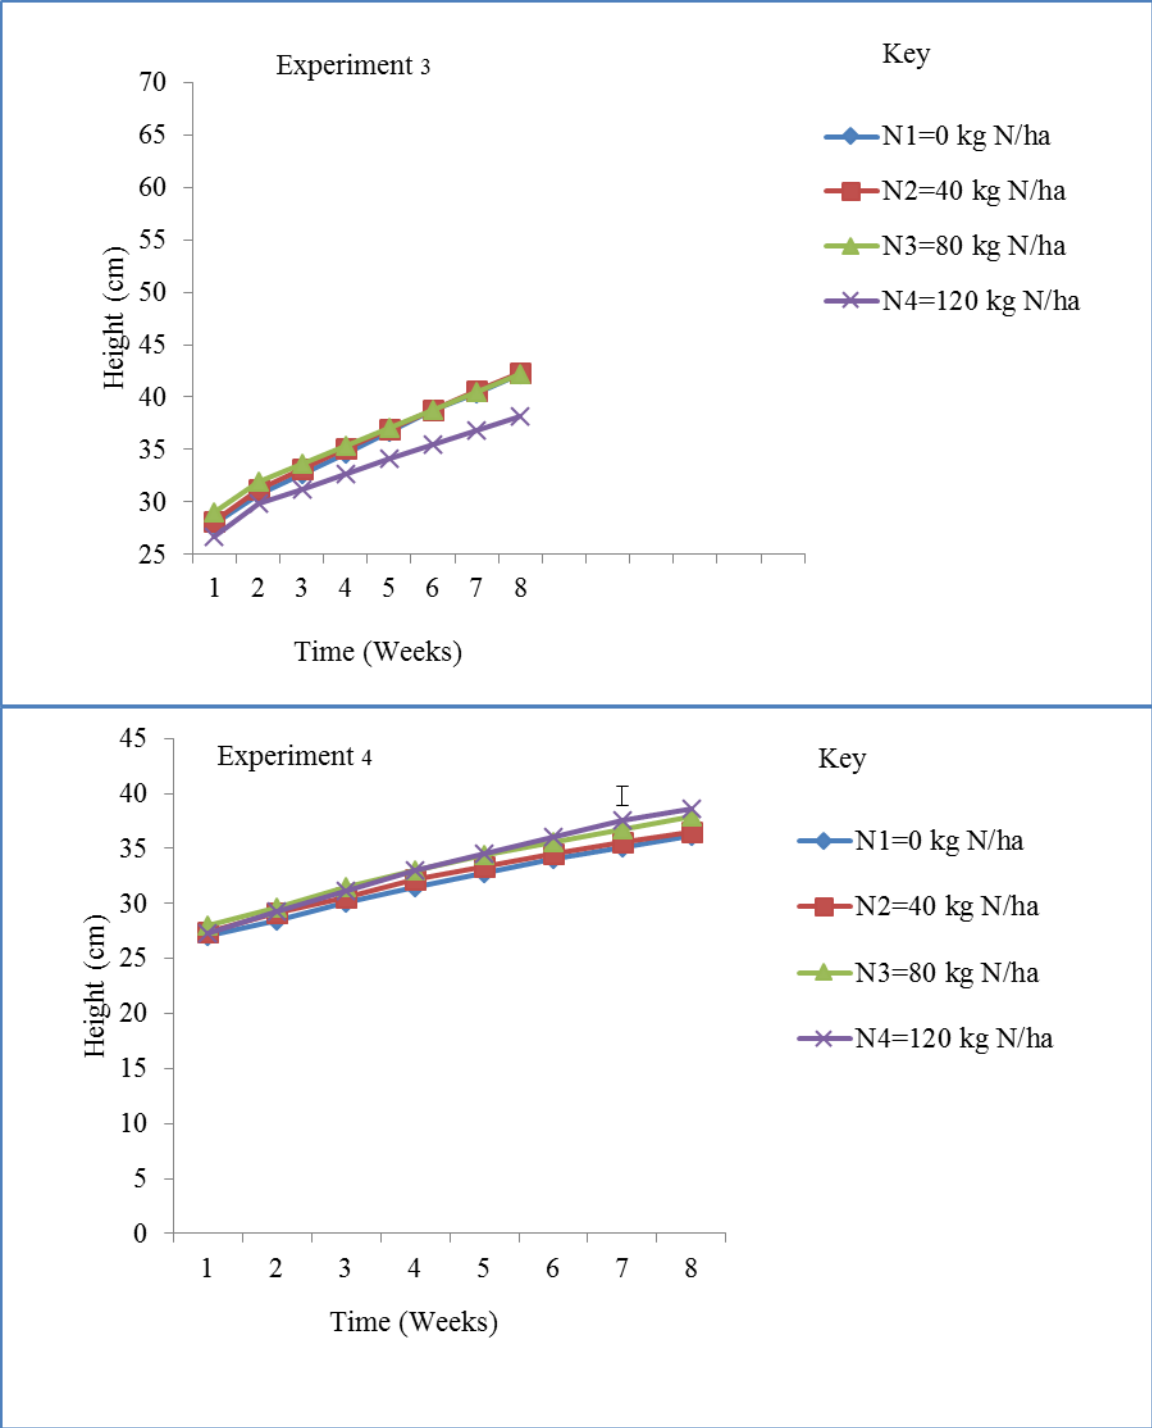 Experiment 3
Key
70
65
60
55
50
45
40
35
30
25
Height (cm)
1 2 3 4 5 6 7 8
Time (Weeks)
N1=0 kg N/ha
N2=40 kg N/ha
N3=80 kg N/ha
N4=120 kg N/ha
Experiment 4
Key
45
40
35
30
25
20
15
10
5
0
Height (cm)
1 2 3 4 5 6 7 8
Time (Weeks)
N1=0 kg N/ha
N2=40 kg N/ha
N3=80 kg N/ha
N4=120 kg N/ha